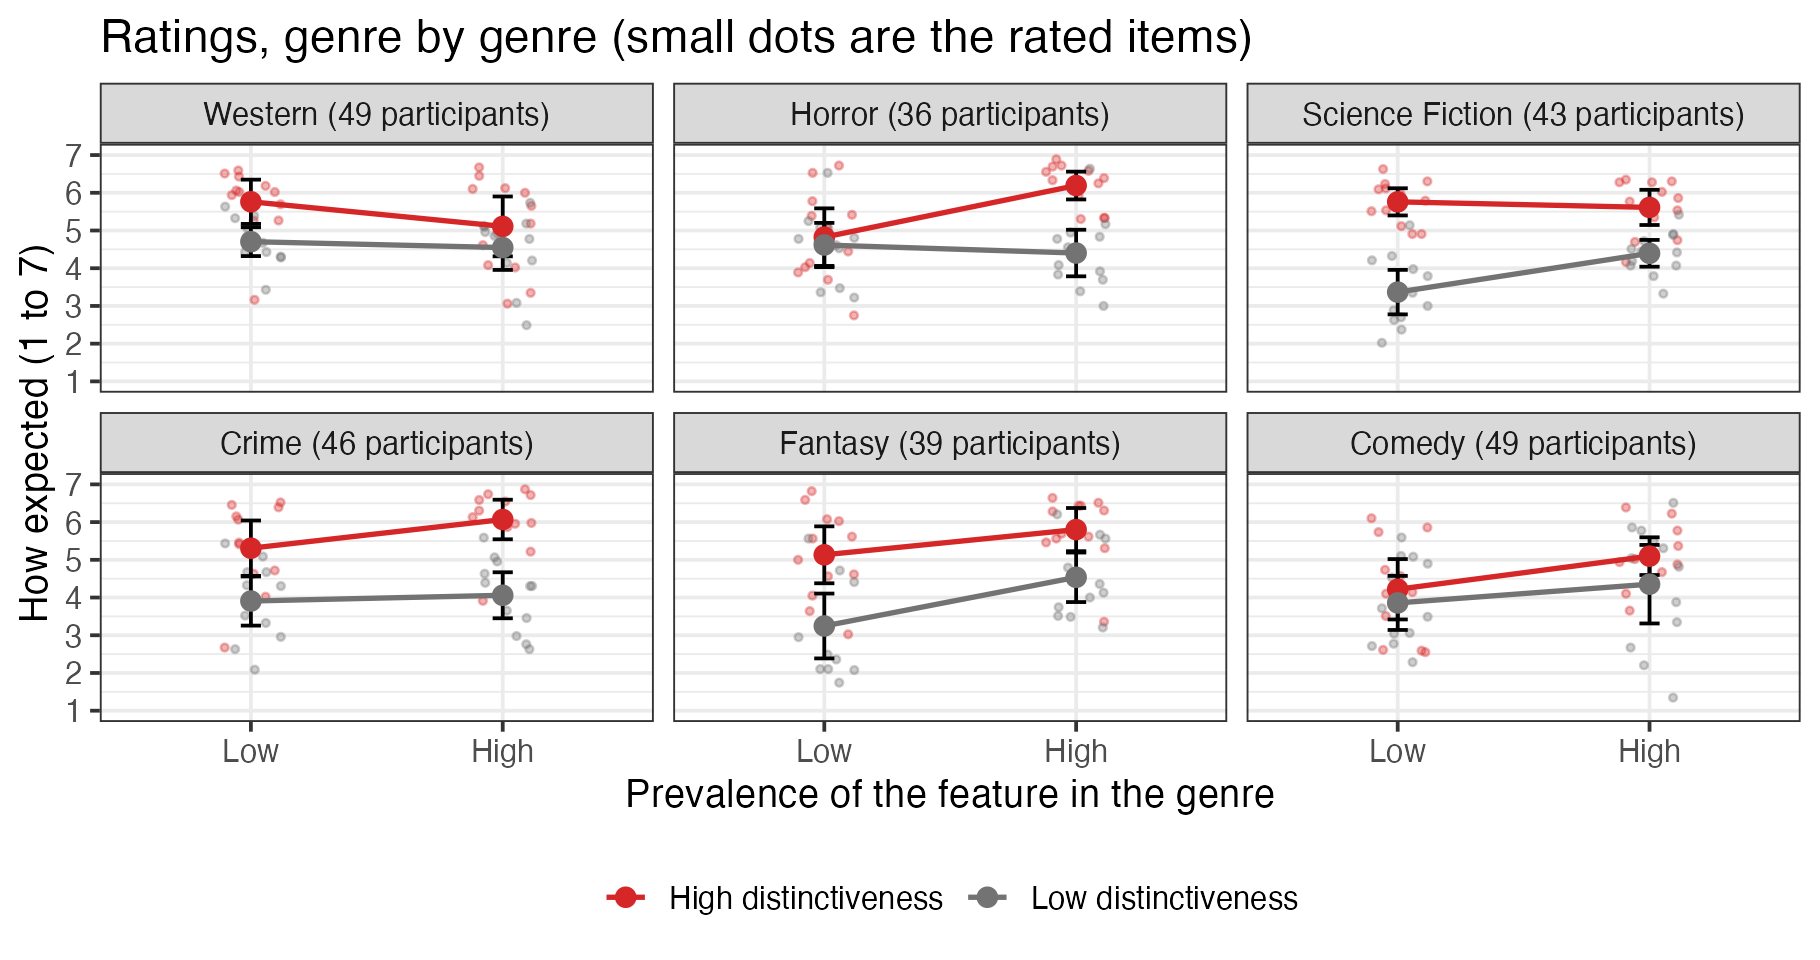 Ratings, genre by genre (small dots are the rated items)
Western (49 participants)
Horror (36 participants)
Science Fiction (43 participants)
7
6
5
4
3
2
1
Crime (46 participants)
Fantasy (39 participants)
Comedy (49 participants)
7
6
5
4
3
2
1
How expected (1 to 7)
Low
High
Low
High
Low
High
Prevalence of the feature in the genre
High distinctiveness
Low distinctiveness